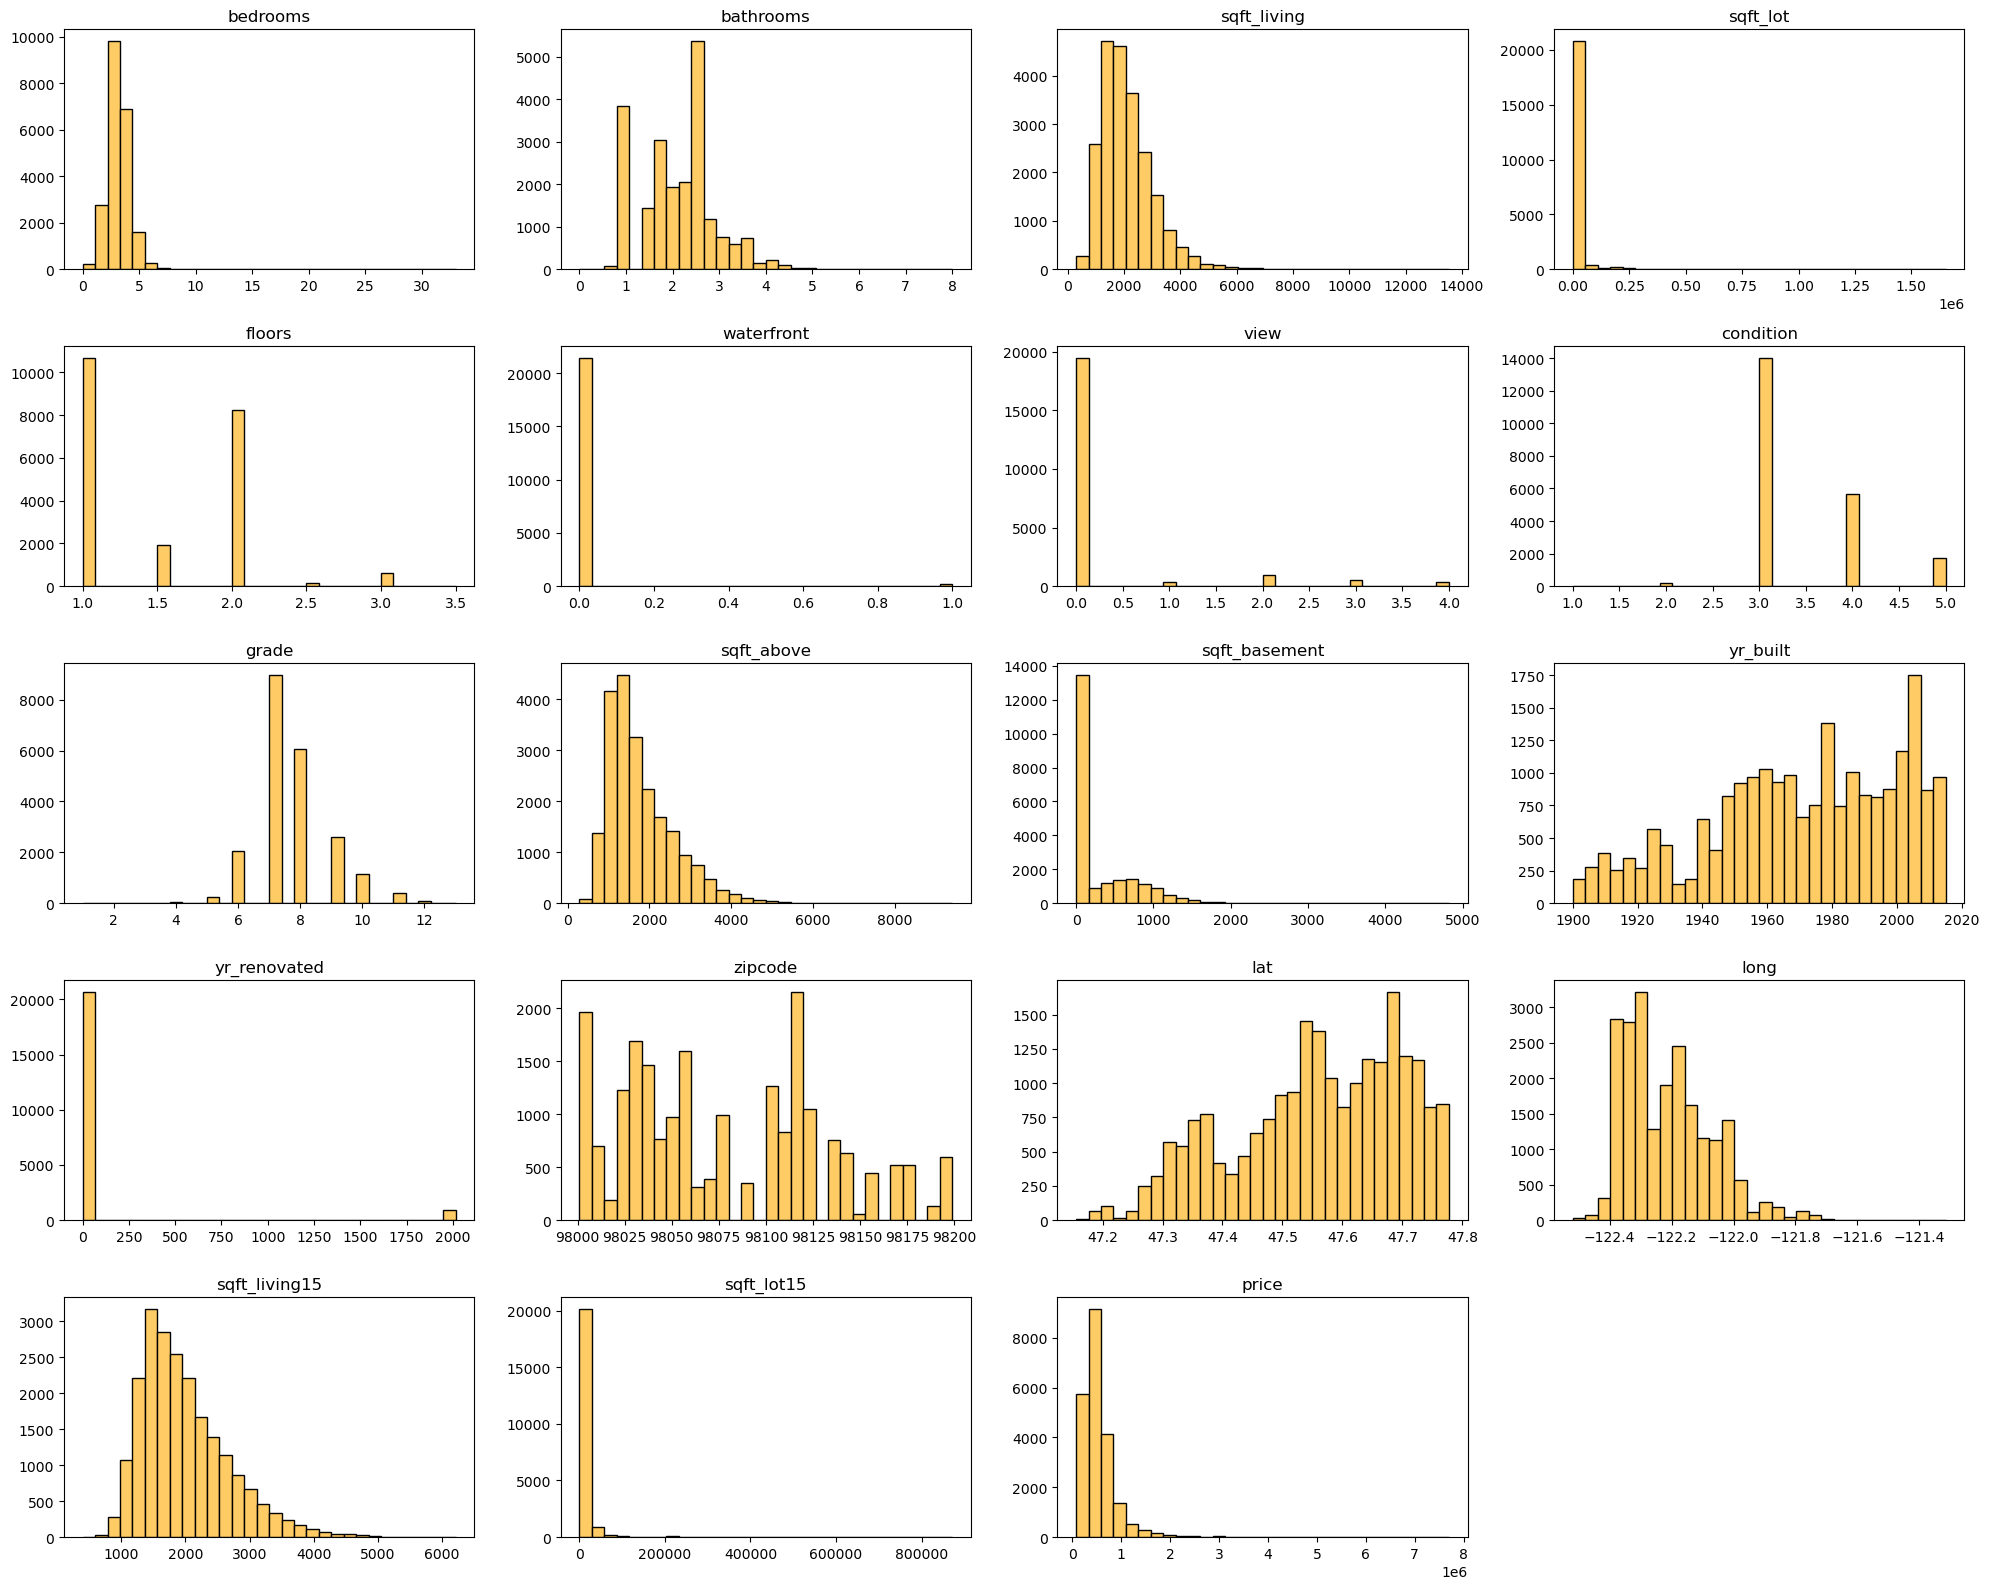 bedrooms
10000
8000
6000
4000
2000
0
0 5 10 15 20 25 30
bathrooms
5000
4000
3000
2000
1000
0
0 1 2 3 4 5 6 7 8
sqft_living
4000
3000
2000
1000
0
0 2000 4000 6000 8000 10000 12000 14000
sqft_lot
20000
15000
10000
5000
0
0.00 0.25 0.50 0.75 1.00 1.25 1.50
1e6
floors
10000
8000
6000
4000
2000
0
1.0 1.5 2.0 2.5 3.0 3.5
waterfront
20000
15000
10000
5000
0
0.0 0.2 0.4 0.6 0.8 1.0
view
20000
15000
10000
5000
0
0.0 0.5 1.0 1.5 2.0 2.5 3.0 3.5 4.0
condition
14000
12000
10000
8000
6000
4000
2000
0
1.0 1.5 2.0 2.5 3.0 3.5 4.0 4.5 5.0
grade
8000
6000
4000
2000
0
2 4 6 8 10 12
sqft_above
4000
3000
2000
1000
0
0 2000 4000 6000 8000
sqft_basement
14000
12000
10000
8000
6000
4000
2000
0
0 1000 2000 3000 4000 5000
yr_built
1750
1500
1250
1000
750
500
250
0
1900 1920 1940 1960 1980 2000 2020
yr_renovated
20000
15000
10000
5000
0
0 250 500 750 1000 1250 1500 1750 2000
zipcode
2000
1500
1000
500
0
98000 98025 98050 98075 98100 98125 98150 98175 98200
lat
1500
1250
1000
750
500
250
0
47.2 47.3 47.4 47.5 47.6 47.7 47.8
long
3000
2500
2000
1500
1000
500
0
−122.4 −122.2 −122.0 −121.8 −121.6 −121.4
sqft_living15
3000
2500
2000
1500
1000
500
0
1000 2000 3000 4000 5000 6000
sqft_lot15
20000
15000
10000
5000
0
0 200000 400000 600000 800000
price
8000
6000
4000
2000
0
0 1 2 3 4 5 6 7 8
1e6